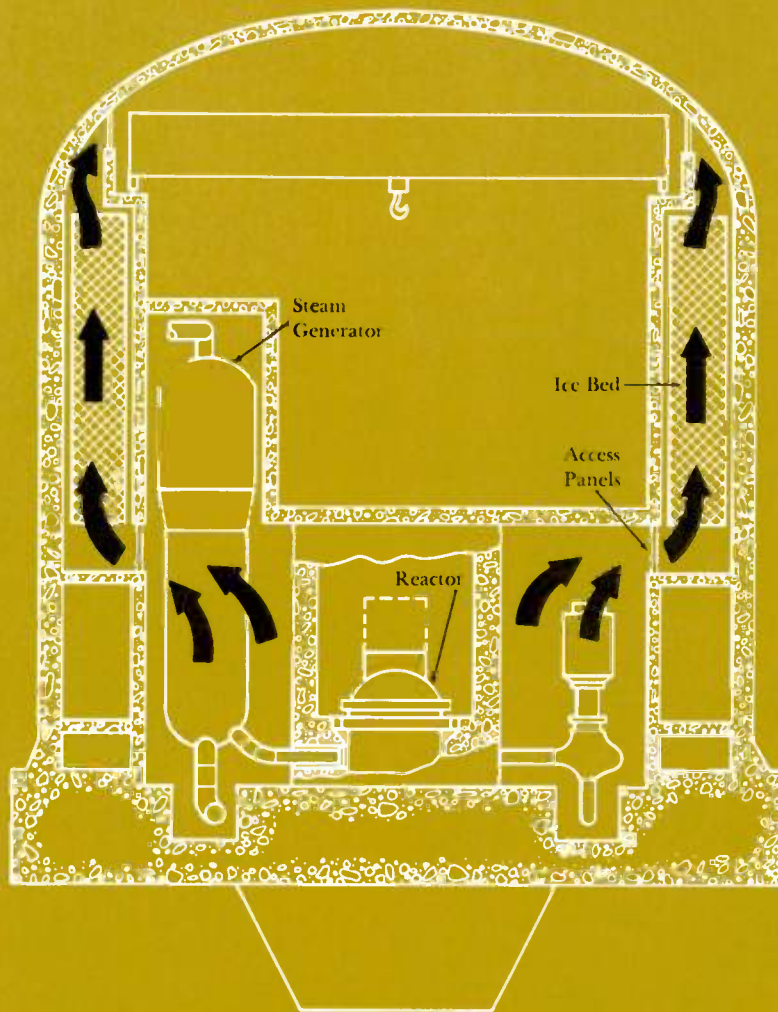 Steam
Generator
Ice Bed
Access
Panels
Reactor